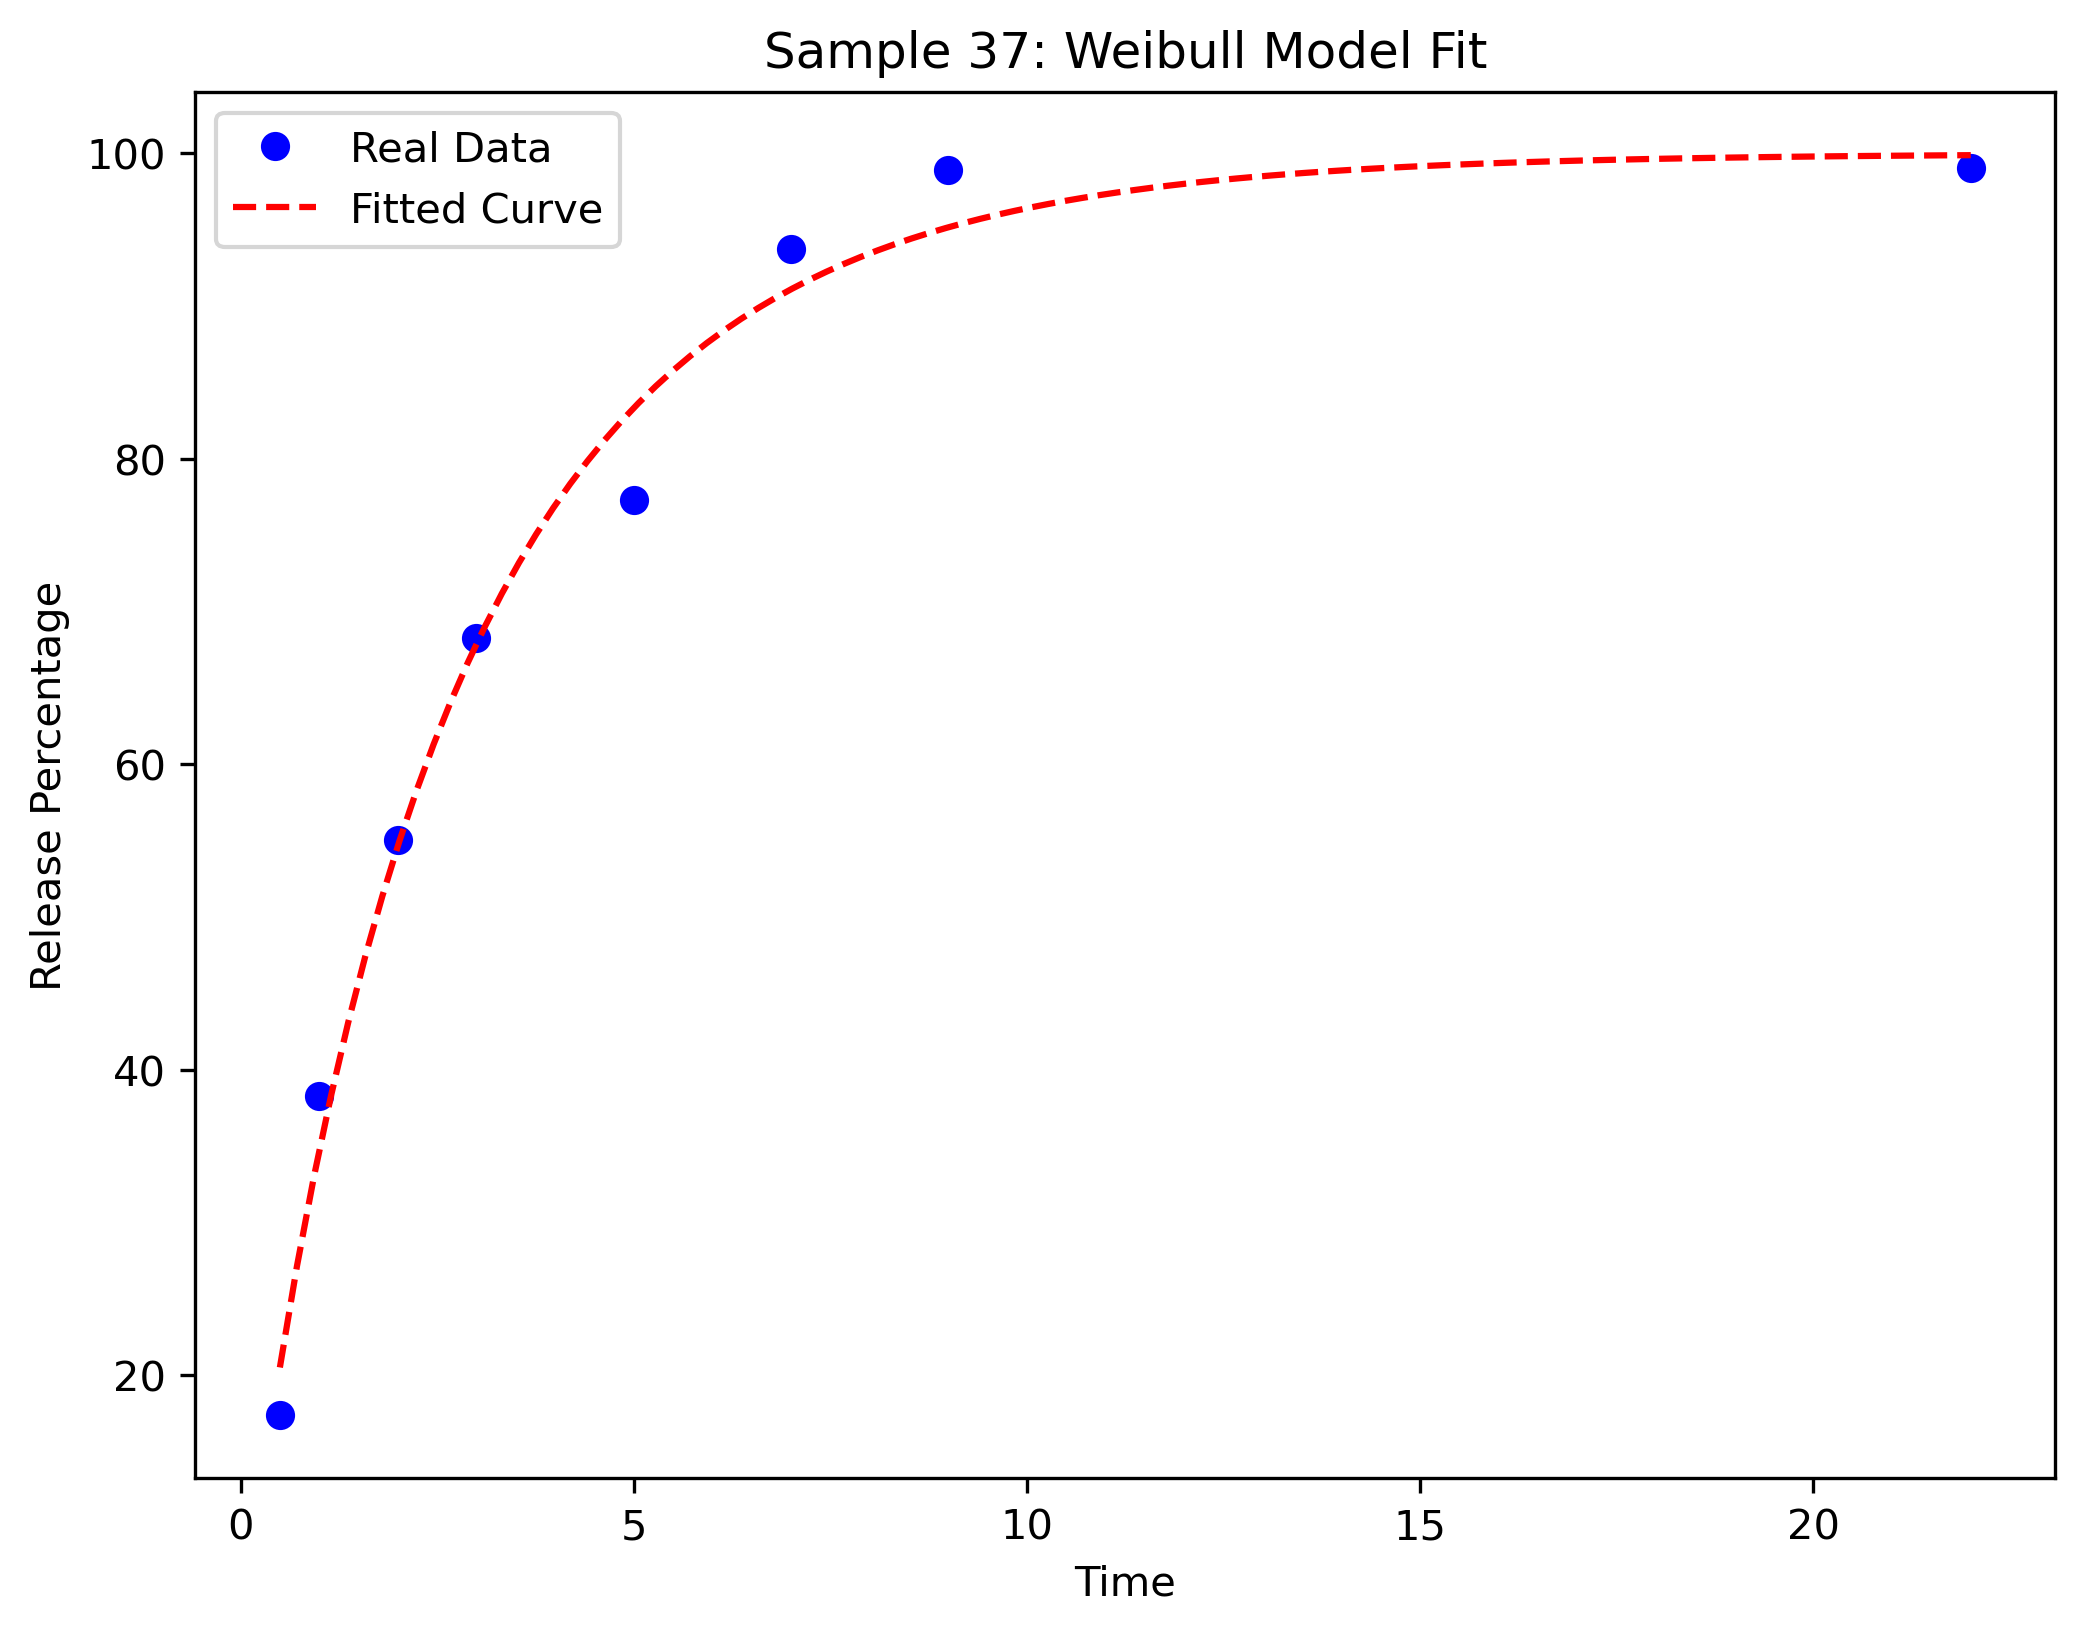 Sample 37: Weibull Model Fit
Real Data
Fitted Curve
100
80
60
40
20
Release Percentage
0 5 10 15 20
Time